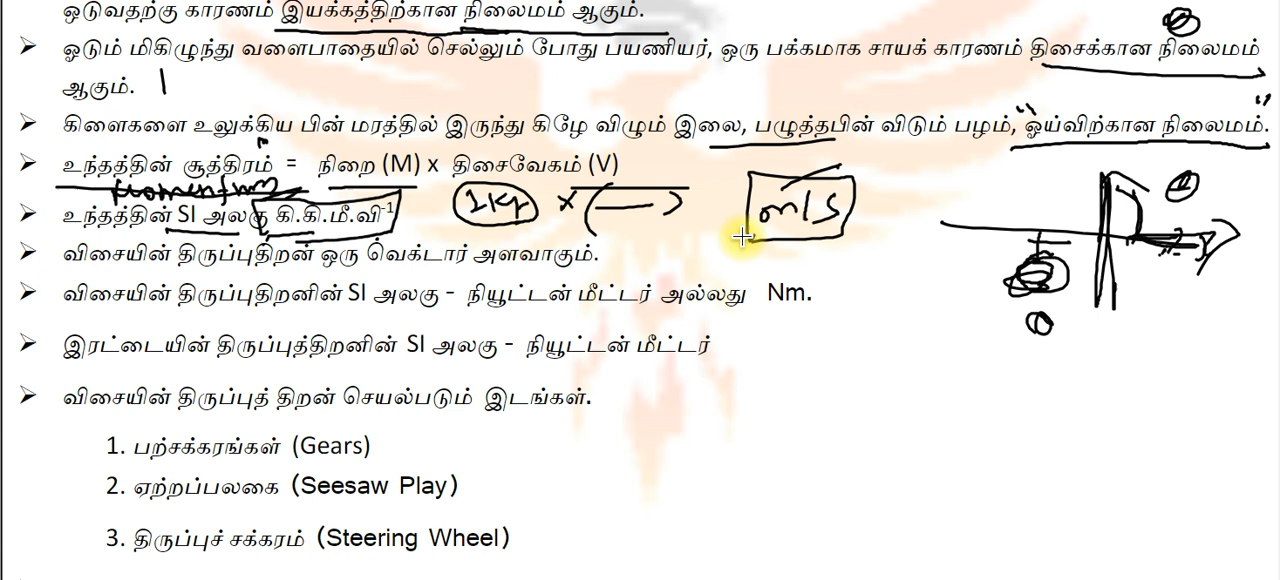 ஒடுவதற்கு காரணம் இயக்கத்திற்கான நிலைமம் ஆகும்.
➢ ஓடும் மிகிழுந்து வளைபாதையில் செல்லும் போது பயணியர், ஒரு பக்கமாக சாயக் காரணம் திசைக்கான நிலைமம்
ஆகும்.
➢ கிளைகளை உலுக்கிய பின் மரத்தில் இருந்து கிழே விழும் இலை, பழுத்தபின் விடும் பழம், ஓய்விற்கான நிலைமம்.
➢ உந்தத்தின் சூத்திரம் = நிறை (M) x திசைவேகம் (V)
Momentum
➢ உந்தத்தின் SI அலகு கி.கி.மீ.வி⁻¹ 1kg x ( ) m/s
➢ விசையின் திருப்புதிறன் ஒரு வெக்டார் அளவாகும்.
➢ விசையின் திருப்புதிறனின் SI அலகு - நியூட்டன் மீட்டர் அல்லது Nm.
➢ இரட்டையின் திருப்புத்திறனின் SI அலகு - நியூட்டன் மீட்டர்
➢ விசையின் திருப்புத் திறன் செயல்படும் இடங்கள்.
1. பற்சக்கரங்கள் (Gears)
2. ஏற்றப்பலகை (Seesaw Play)
3. திருப்புச் சக்கரம் (Steering Wheel)